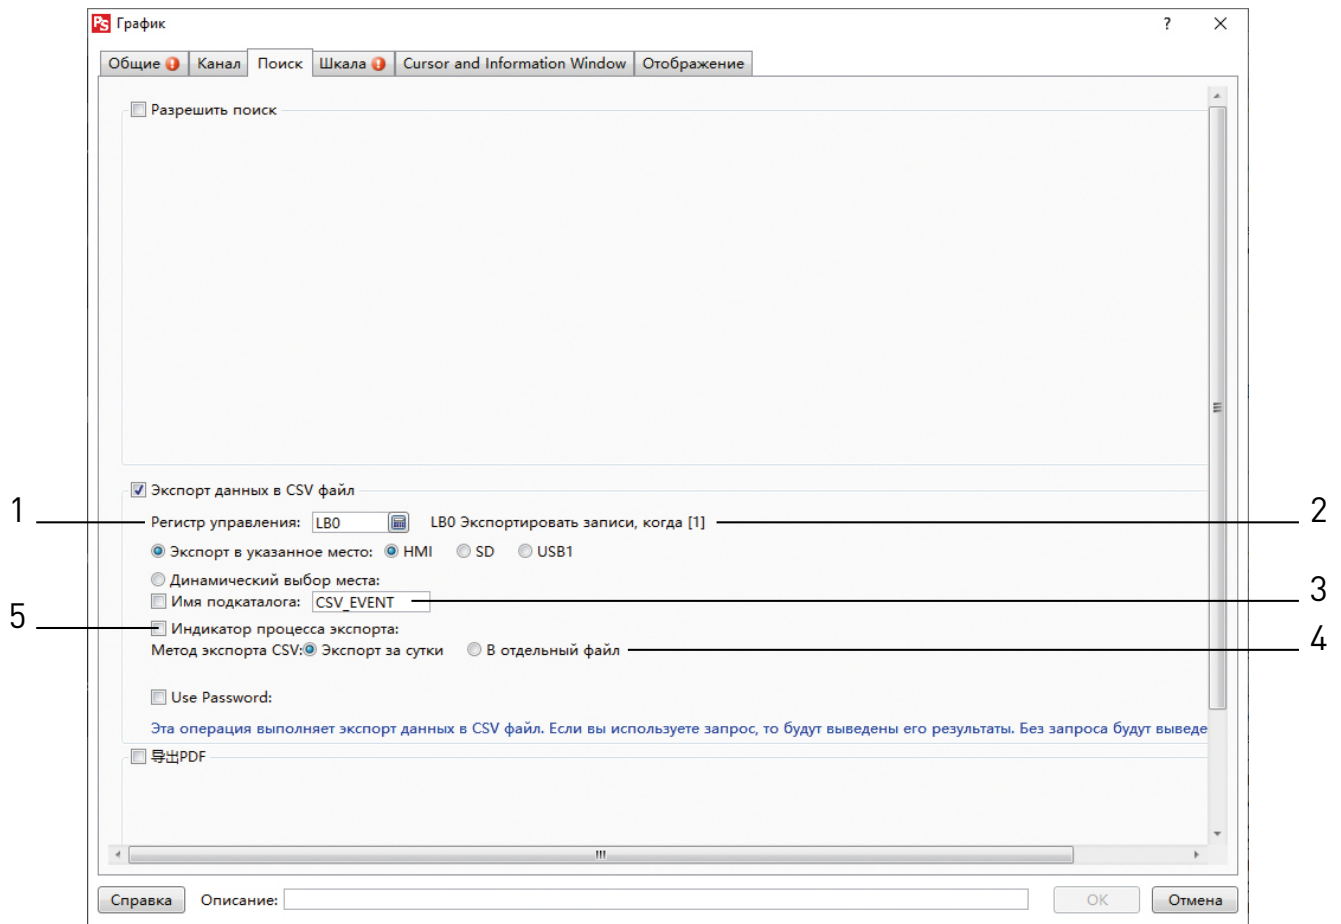 PS График ?
Общие Канал Поиск Шкала Cursor and Information Window Отображение
Разрешить поиск
Экспорт данных в CSV файл
1 Регистр управления: LB0 LB0 Экспортировать записи, когда [1] 2
Экспорт в указанное место: HMI SD USB1
Динамический выбор места:
Имя подкаталога: CSV_EVENT 3
5 Индикатор процесса экспорта:
Метод экспорта CSV: Экспорт за сутки В отдельный файл 4
Use Password:
Эта операция выполняет экспорт данных в CSV файл. Если вы используете запрос, то будут выведены его результаты. Без запроса будут выведе
导出PDF
Справка Описание: OK Отмена